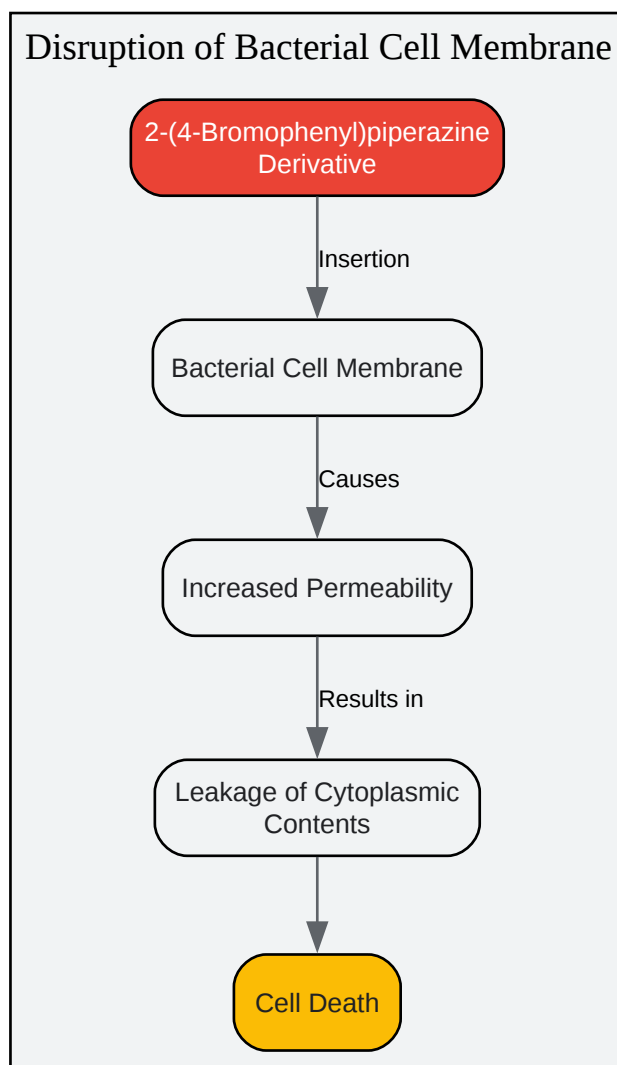 Disruption of Bacterial Cell Membrane
2-(4-Bromophenyl)piperazine
Derivative
Insertion
Bacterial Cell Membrane
Causes
Increased Permeability
Results in
Leakage of Cytoplasmic
Contents
Cell Death